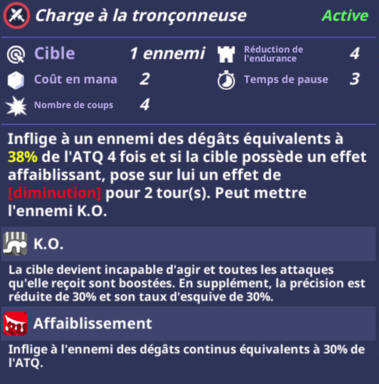 Charge à la tronçonneuse Active
Cible 1 ennemi Réduction de l'endurance 4
Coût en mana 2 Temps de pause 3
Nombre de coups 4
Inflige à un ennemi des dégâts équivalents à
38% de l'ATQ 4 fois et si la cible possède un effet
affaiblissant, pose sur lui un effet de
[diminution] pour 2 tour(s). Peut mettre
l'ennemi K.O.
K.O.
La cible devient incapable d'agir et toutes les attaques
qu'elle reçoit sont boostées. En supplément, la précision est
réduite de 30% et son taux d'esquive de 30%.
Affaiblissement
Inflige à l'ennemi des dégâts continus équivalents à 30% de
l'ATQ.